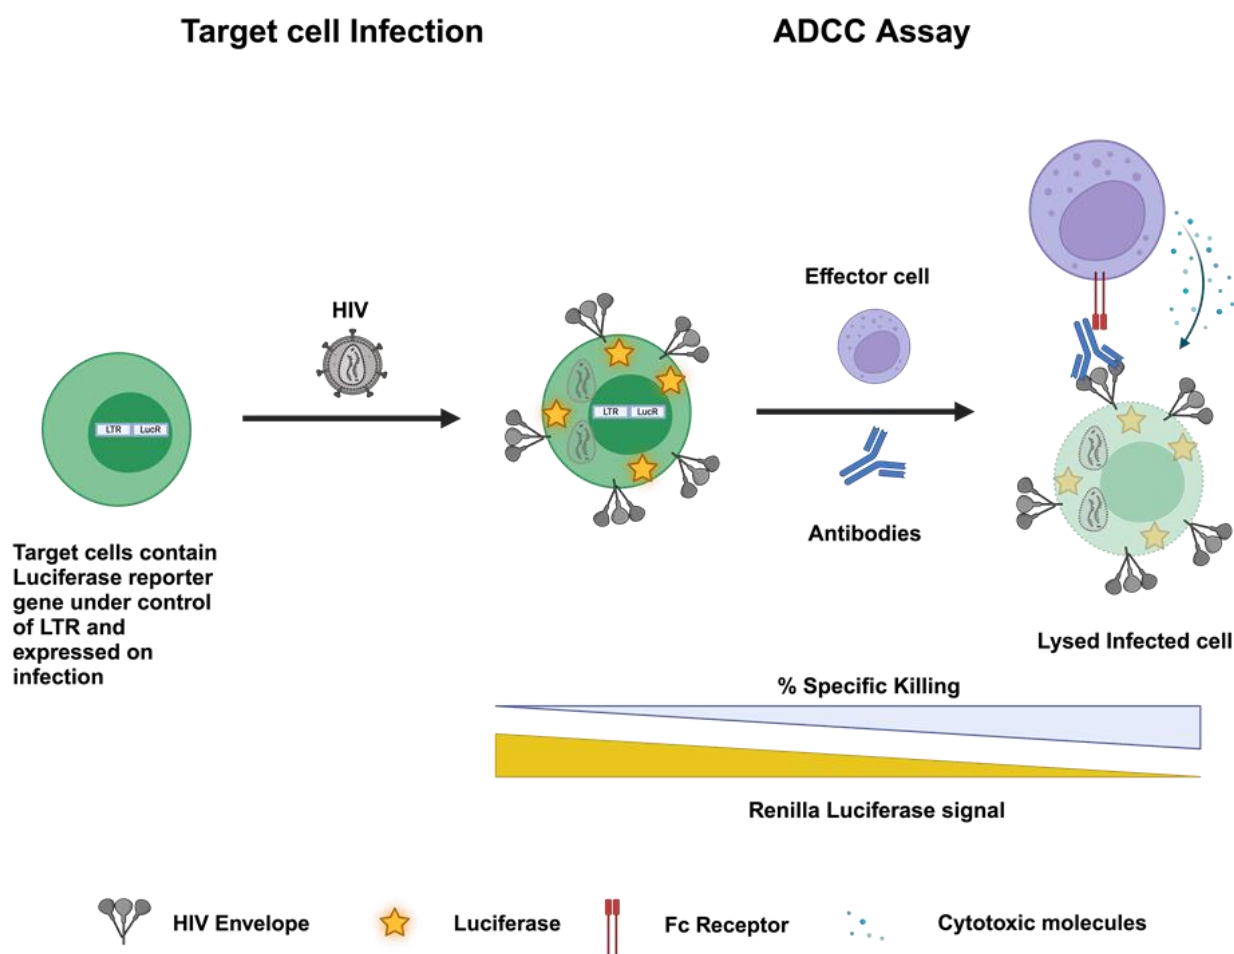 Target cell Infection
ADCC Assay
HIV
Effector cell
LTR LucR
LTR LucR
Antibodies
Target cells contain
Luciferase reporter
gene under control
of LTR and
expressed on
infection
Lysed Infected cell
% Specific Killing
Renilla Luciferase signal
HIV Envelope
Luciferase
Fc Receptor
Cytotoxic molecules